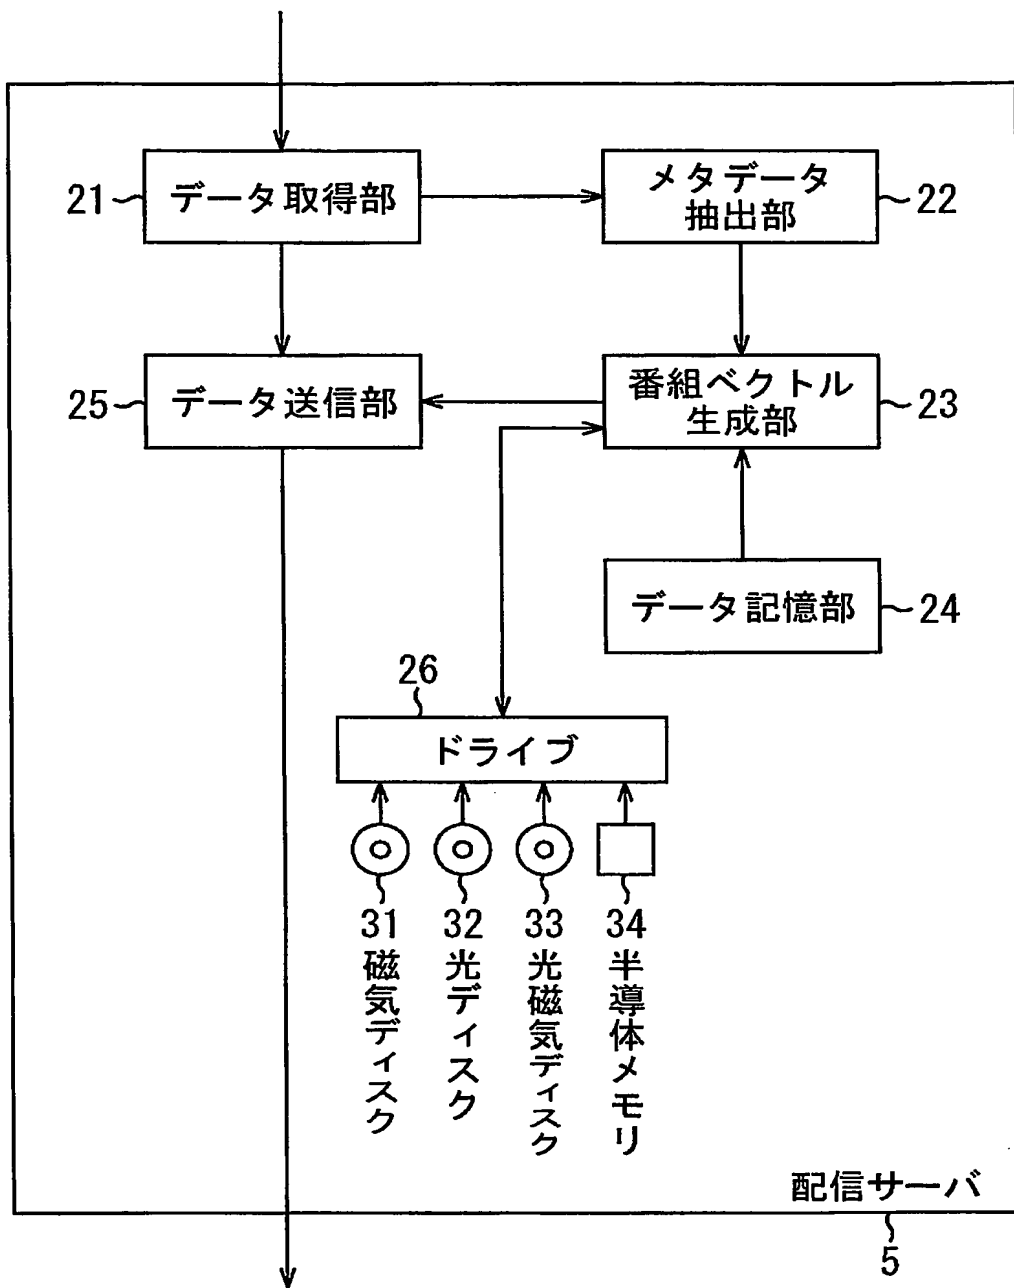 21
データ取得部
メタデータ
抽出部
22
25
データ送信部
番組ベクトル
生成部
23
データ記憶部
24
26
ドライブ
31
磁気ディスク
32
光ディスク
33
光磁気ディスク
34
半導体メモリ
配信サーバ
5